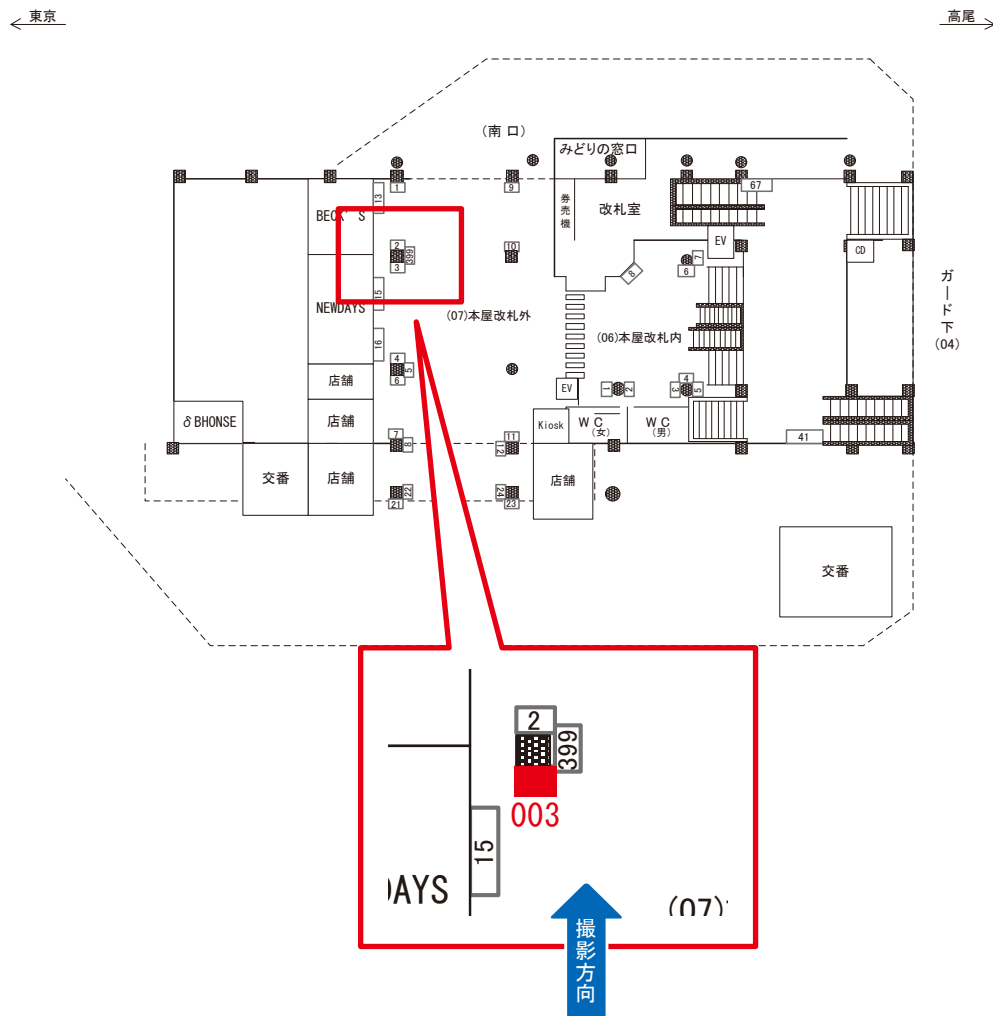 東京
高尾
(南 口)
みどりの窓口
1
9
13
67
券売機
改札室
BECK'S
2
399
3
10
EV
7
6
8
CD
ガード下
(04)
15
NEWDAYS
(07)本屋改札外
(06)本屋改札内
16
4
5
6
店舗
EV
1
2
3
4
5
δBHONSE
店舗
7
8
11
12
Kiosk
WC
(女)
WC
(男)
41
交番
店舗
22
21
24
23
店舗
交番
2
399
003
15
DAYS
(07)
撮影方向